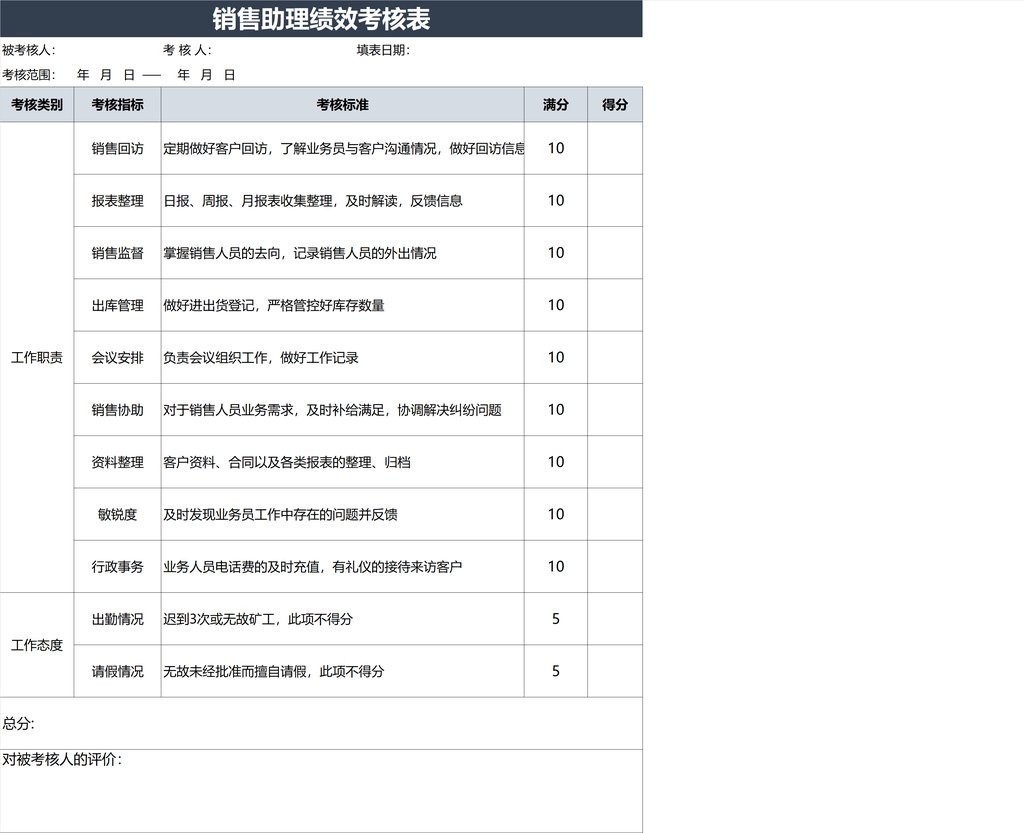 销售助理绩效考核表
被考核人： 考 核 人： 填表日期：
考核范围： 年 月 日 —— 年 月 日
考核类别 考核指标 考核标准 满分 得分
销售回访 定期做好客户回访，了解业务员与客户沟通情况，做好回访信息 10
报表整理 日报、周报、月报表收集整理，及时解读，反馈信息 10
销售监督 掌握销售人员的去向，记录销售人员的外出情况 10
出库管理 做好进出货登记，严格管控好库存数量 10
工作职责 会议安排 负责会议组织工作，做好工作记录 10
销售协助 对于销售人员业务需求，及时补给满足，协调解决纠纷问题 10
资料整理 客户资料、合同以及各类报表的整理、归档 10
敏锐度 及时发现业务员工作中存在的问题并反馈 10
行政事务 业务人员电话费的及时充值，有礼仪的接待来访客户 10
出勤情况 迟到3次或无故矿工，此项不得分 5
工作态度
请假情况 无故未经批准而擅自请假，此项不得分 5
总分:
对被考核人的评价：